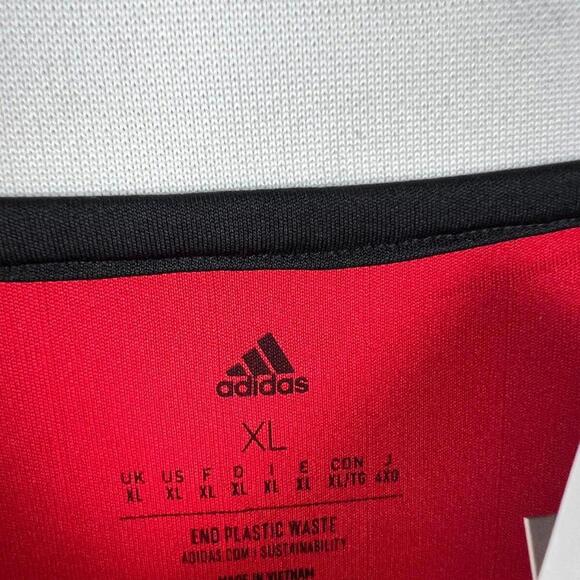 adidas
XL
UK US F D I E CDN J
XL XL XL XL XL XL XL/TG 4XO
END PLASTIC WASTE
ADIDAS.COM / SUSTAINABILITY
MADE IN VIETNAM